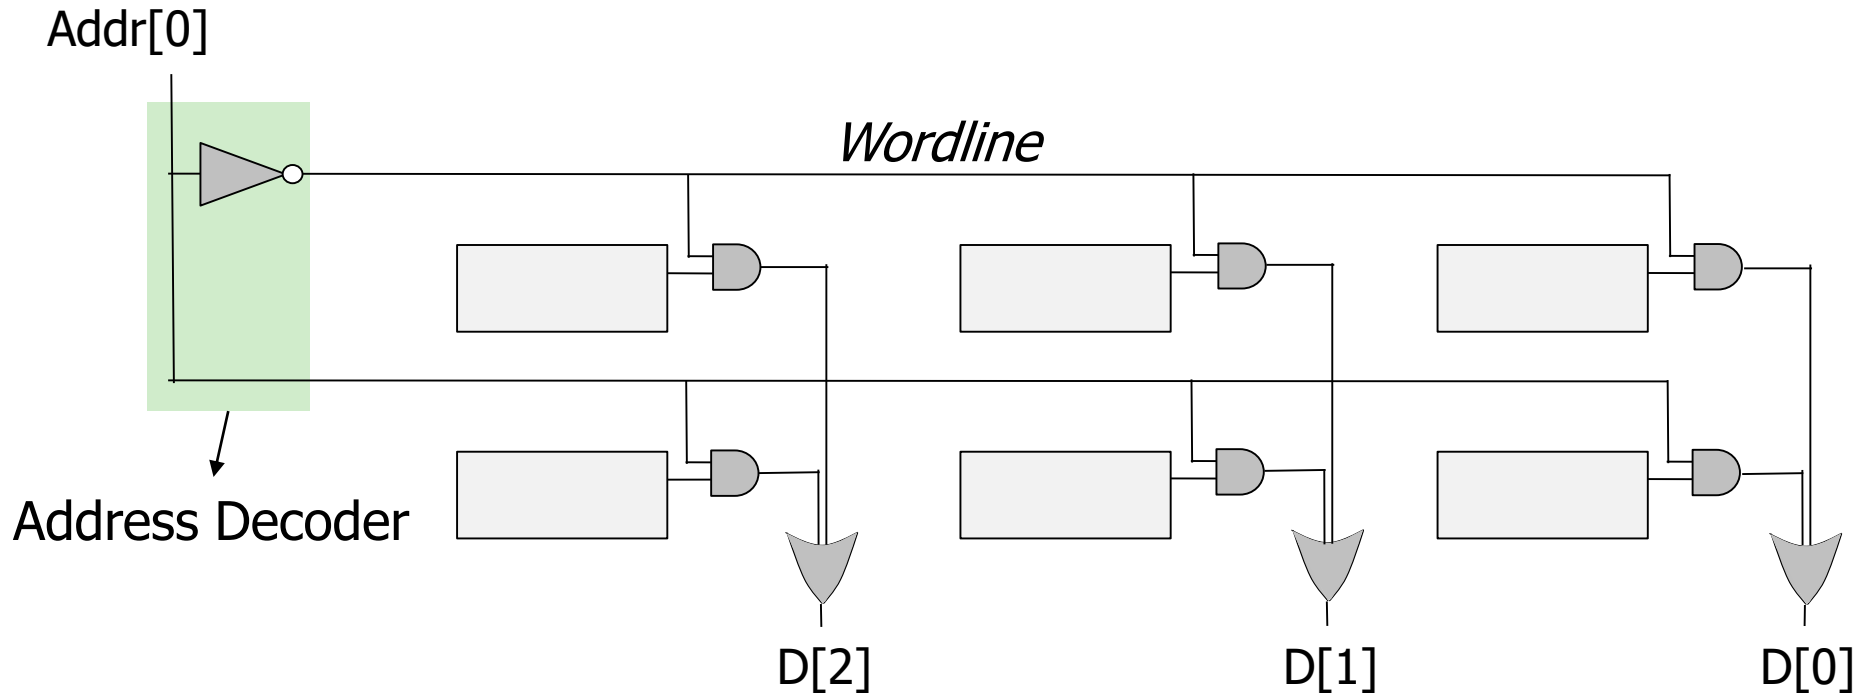 Addr[0]
Wordline
Address Decoder
D[2]
D[1]
D[0]